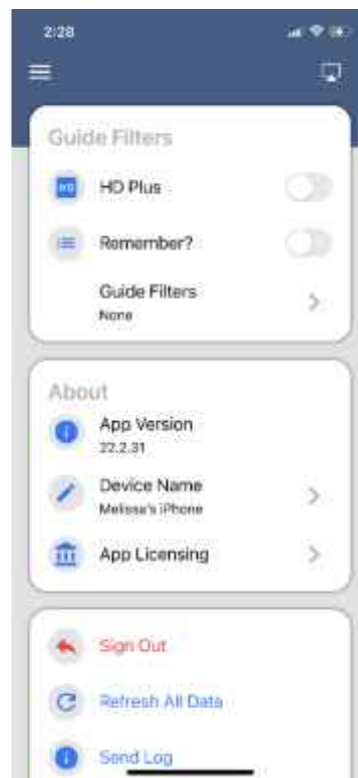 2:28
Guide Filters
HD
HD Plus
Remember?
Guide Filters
None
About
App Version
22.2.31
Device Name
Melissa's iPhone
App Licensing
Sign Out
Refresh All Data
Send Log